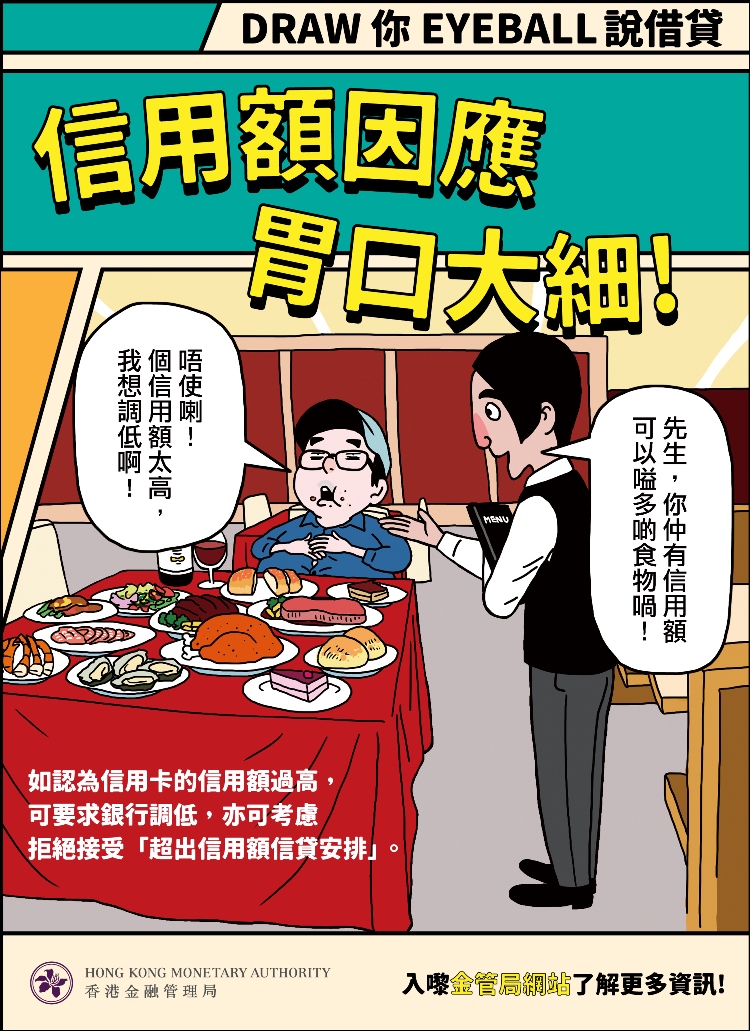 DRAW 你 EYEBALL 說借貸
信用額因應
胃口大細!
先生，你仲有信用額
可以嗌多啲食物喎！
唔使喇！
個信用額太高，
我想調低啊！
MENU
如認為信用卡的信用額過高，
可要求銀行調低，亦可考慮
拒絕接受「超出信用額信貸安排」。
HONG KONG MONETARY AUTHORITY
香港金融管理局
入嚟金管局網站了解更多資訊!